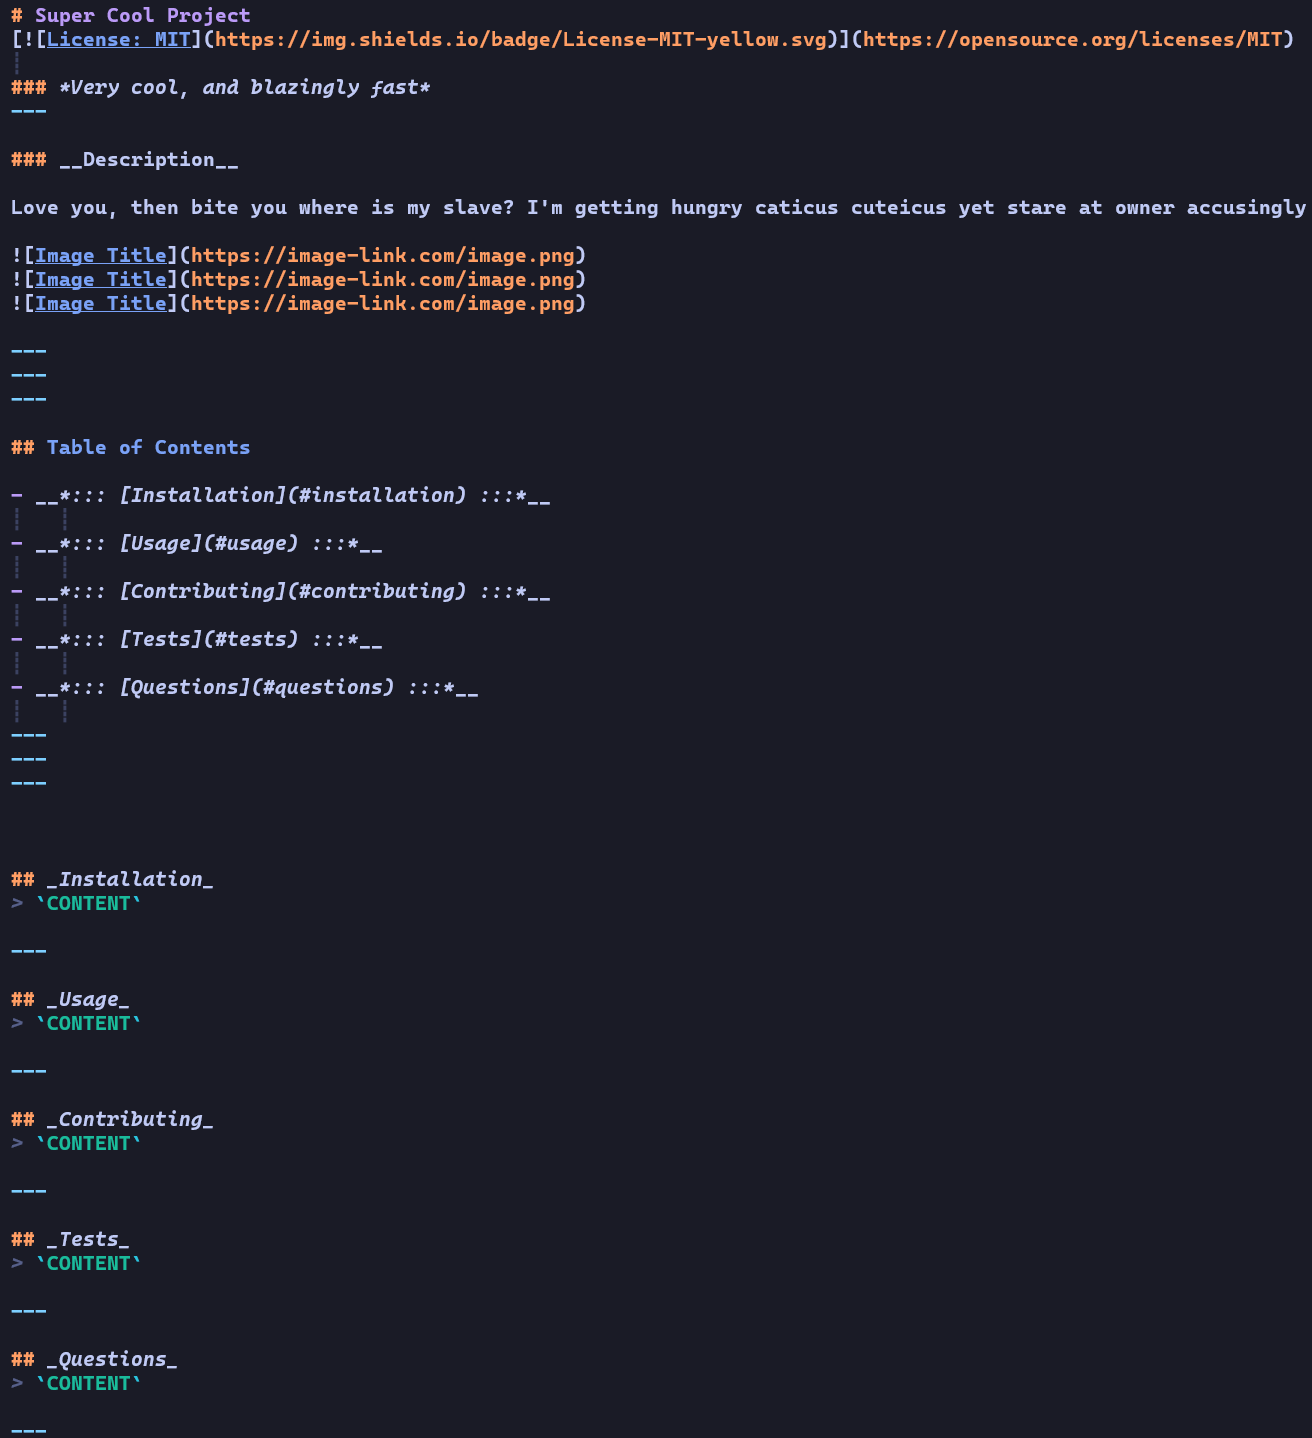 # Super Cool Project
[![License: MIT](https://img.shields.io/badge/License-MIT-yellow.svg)](https://opensource.org/licenses/MIT)
### *Very cool, and blazingly fast*
---
### __Description__
Love you, then bite you where is my slave? I'm getting hungry caticus cuteicus yet stare at owner accusingly
![Image Title](https://image-link.com/image.png)
![Image Title](https://image-link.com/image.png)
![Image Title](https://image-link.com/image.png)
---
---
---
## Table of Contents
- __*::: [Installation](#installation) :::*__
- __*::: [Usage](#usage) :::*__
- __*::: [Contributing](#contributing) :::*__
- __*::: [Tests](#tests) :::*__
- __*::: [Questions](#questions) :::*__
---
---
---
## _Installation_
> `CONTENT`
---
## _Usage_
> `CONTENT`
---
## _Contributing_
> `CONTENT`
---
## _Tests_
> `CONTENT`
---
## _Questions_
> `CONTENT`
---